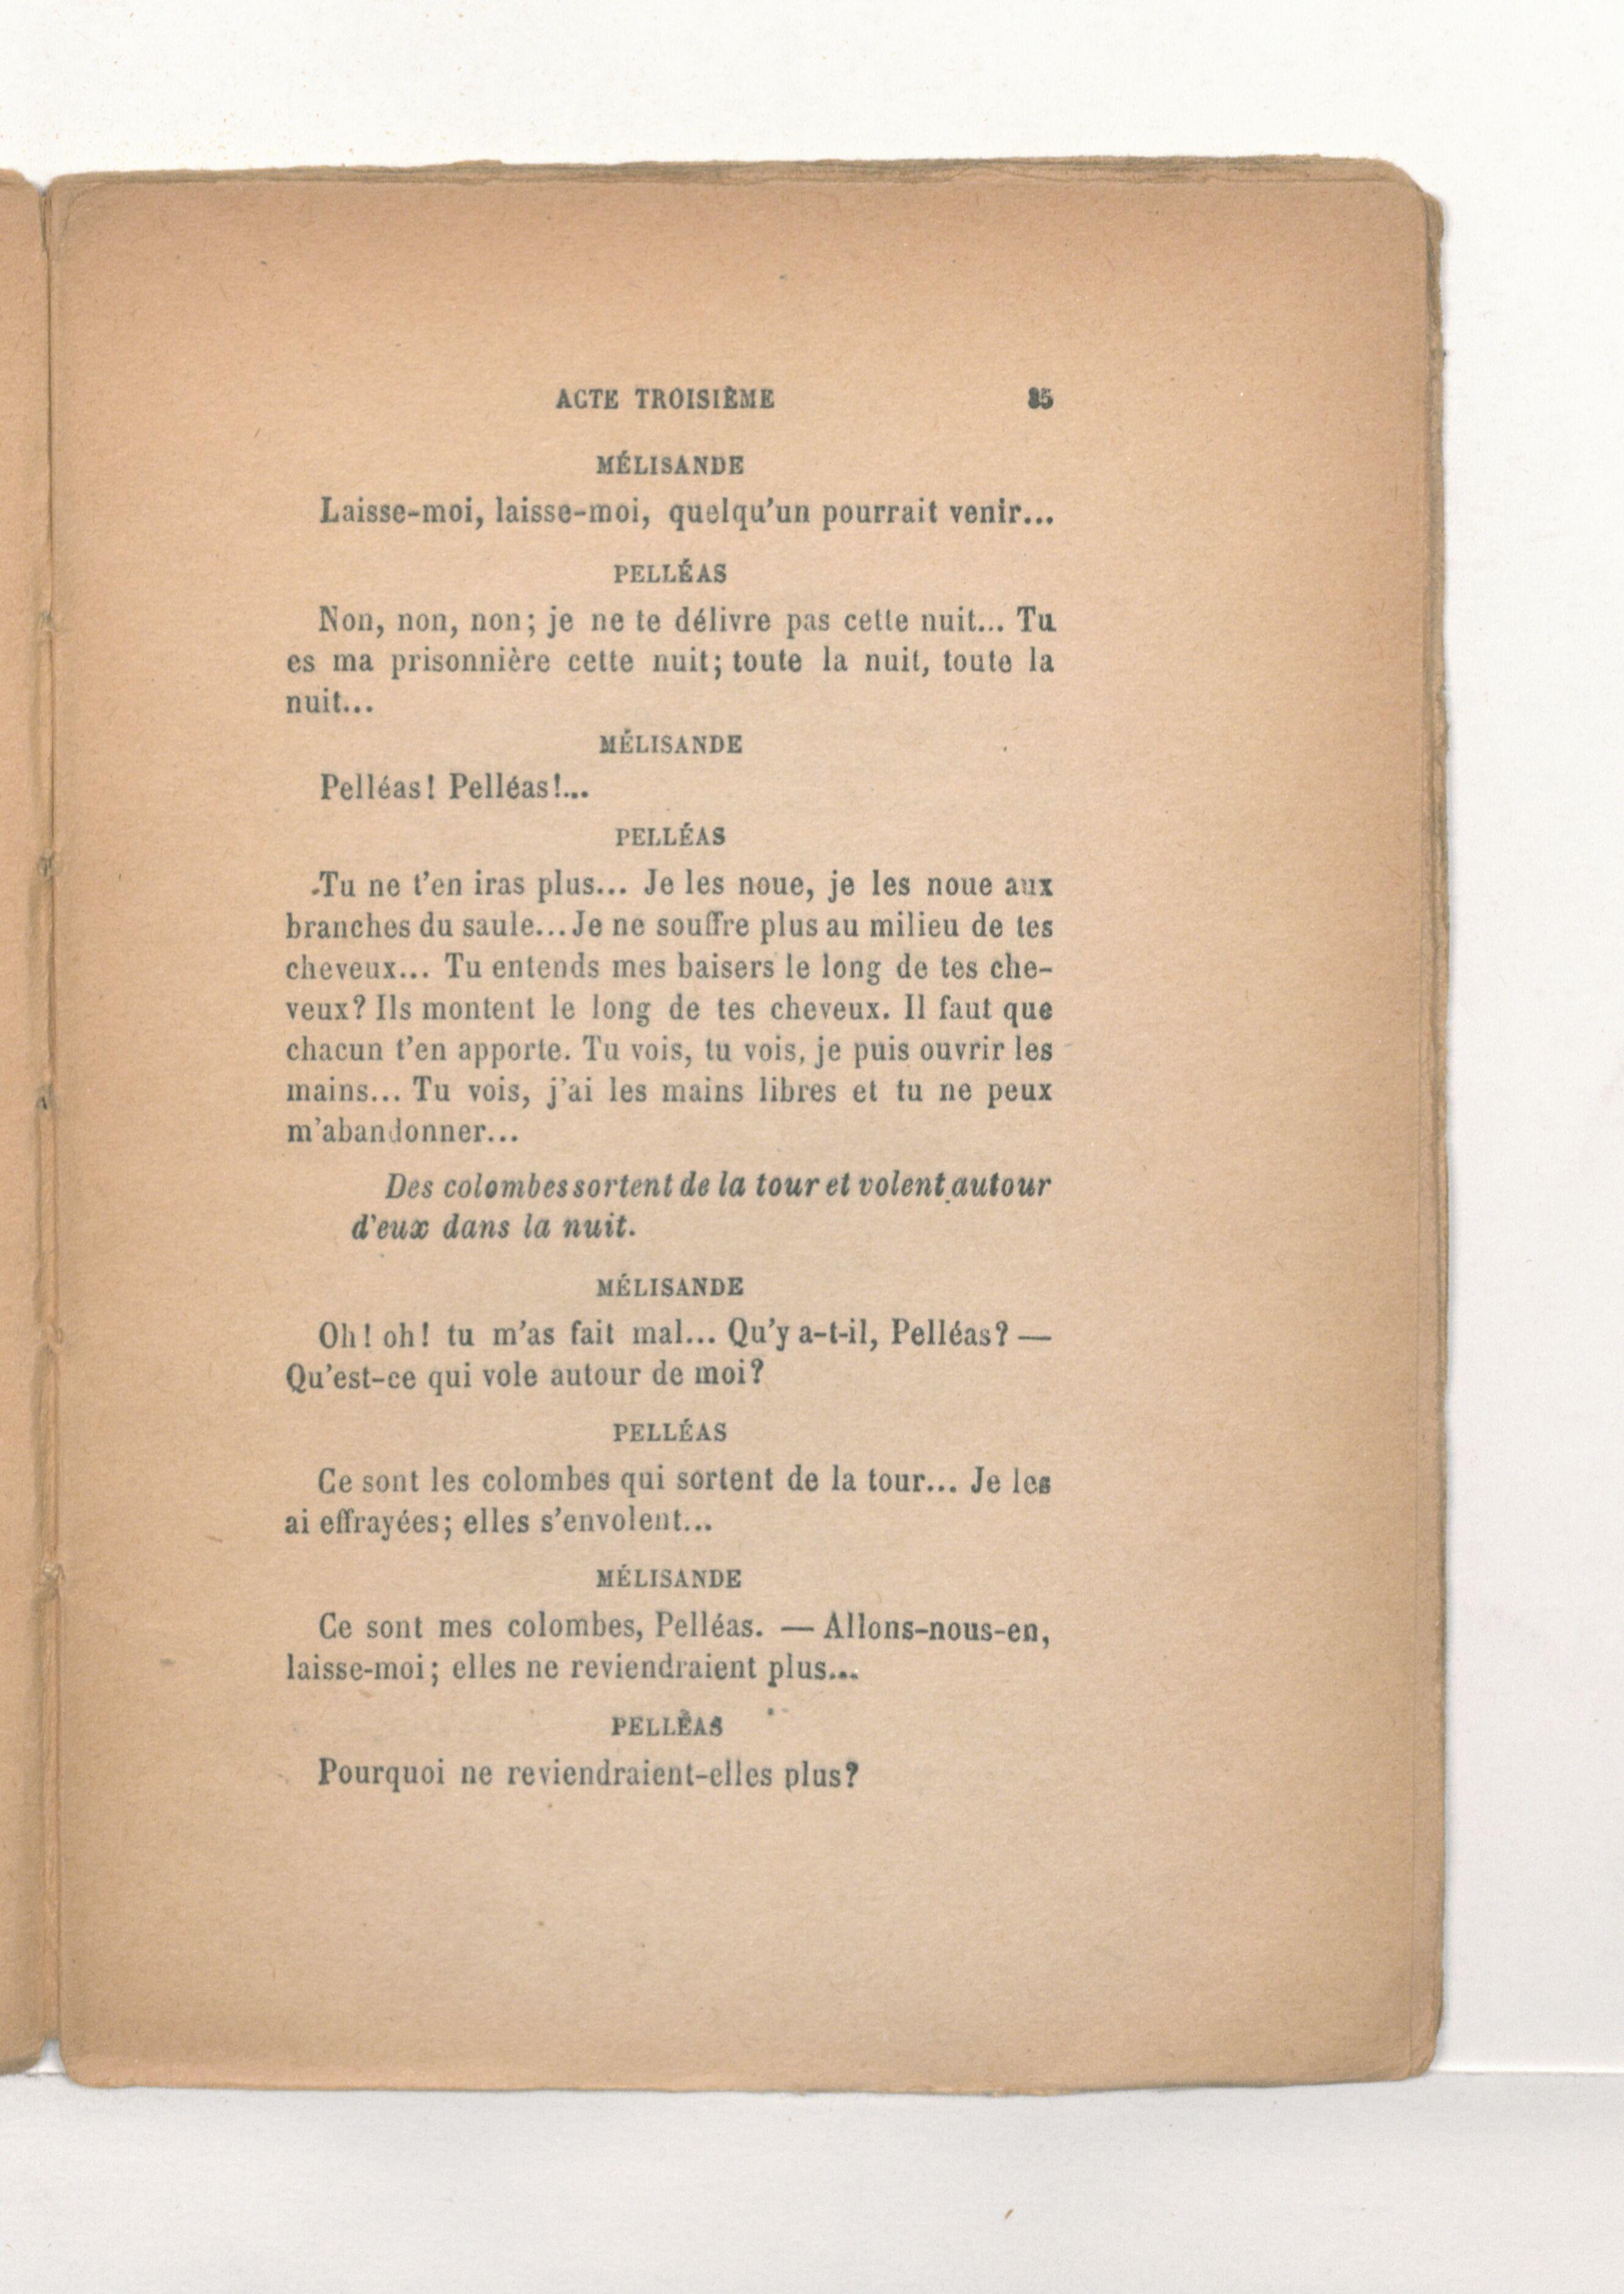 ACTE TROISIÈME 35
MÉLISANDE
Laisse-moi, laisse-moi, quelqu'un pourrait venir...
PELLÉAS
Non, non, non; je ne te délivre pas cette nuit... Tu
es ma prisonnière cette nuit; toute la nuit, toute la
nuit...
MÉLISANDE
Pelléas! Pelléas!...
PELLÉAS
Tu ne t'en iras plus... Je les noue, je les noue aux
branches du saule... Je ne souffre plus au milieu de tes
cheveux... Tu entends mes baisers le long de tes che-
veux? Ils montent le long de tes cheveux. Il faut que
chacun t'en apporte. Tu vois, tu vois, je puis ouvrir les
mains... Tu vois, j'ai les mains libres et tu ne peux
m'abandonner...
Des colombes sortent de la tour et volent autour
d'eux dans la nuit.
MÉLISANDE
Oh! oh! tu m'as fait mal... Qu'y a-t-il, Pelléas? —
Qu'est-ce qui vole autour de moi?
PELLÉAS
Ce sont les colombes qui sortent de la tour... Je les
ai effrayées; elles s'envolent...
MÉLISANDE
Ce sont mes colombes, Pelléas. — Allons-nous-en,
laisse-moi; elles ne reviendraient plus...
PELLÉAS
Pourquoi ne reviendraient-elles plus?